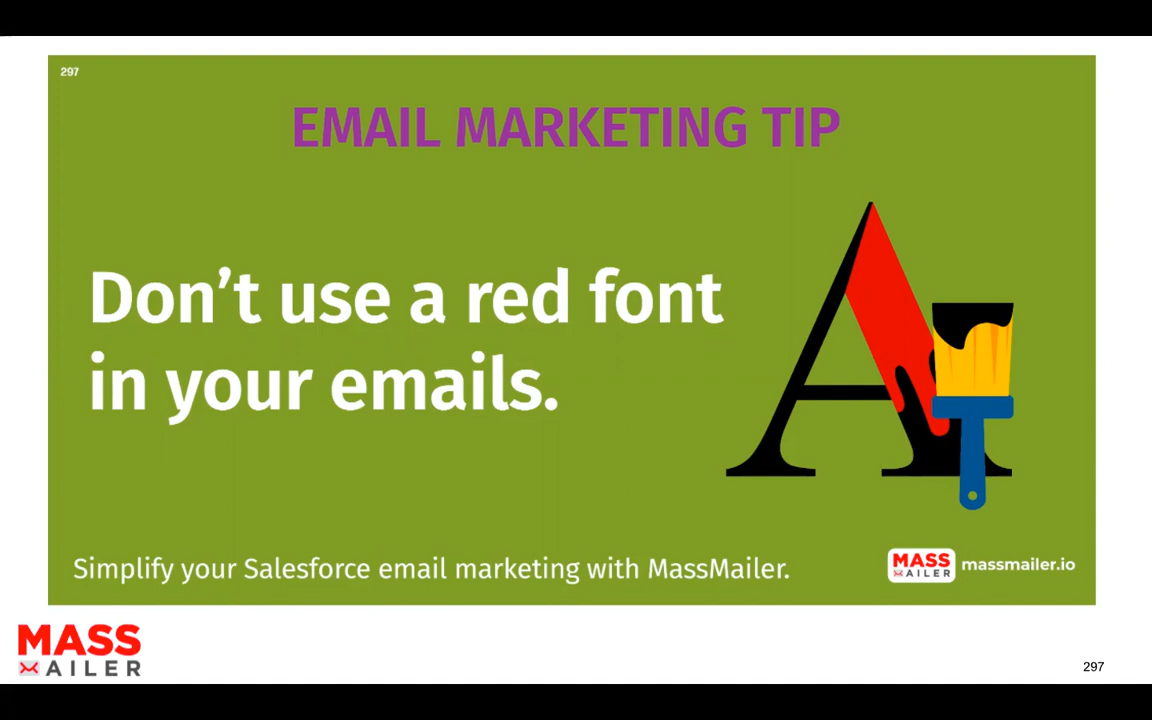 297
EMAIL MARKETING TIP
Don’t use a red font
in your emails.
A
Simplify your Salesforce email marketing with MassMailer.
MASS
MAILER
massmailer.io
MASS
MAILER
297